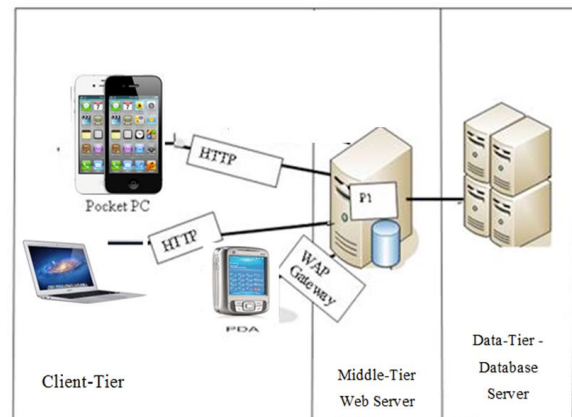 HTTP
Pocket PC
P1
HTTP
WAP
Gateway
PDA
Client-Tier
Middle-Tier
Web Server
Data-Tier -
Database
Server